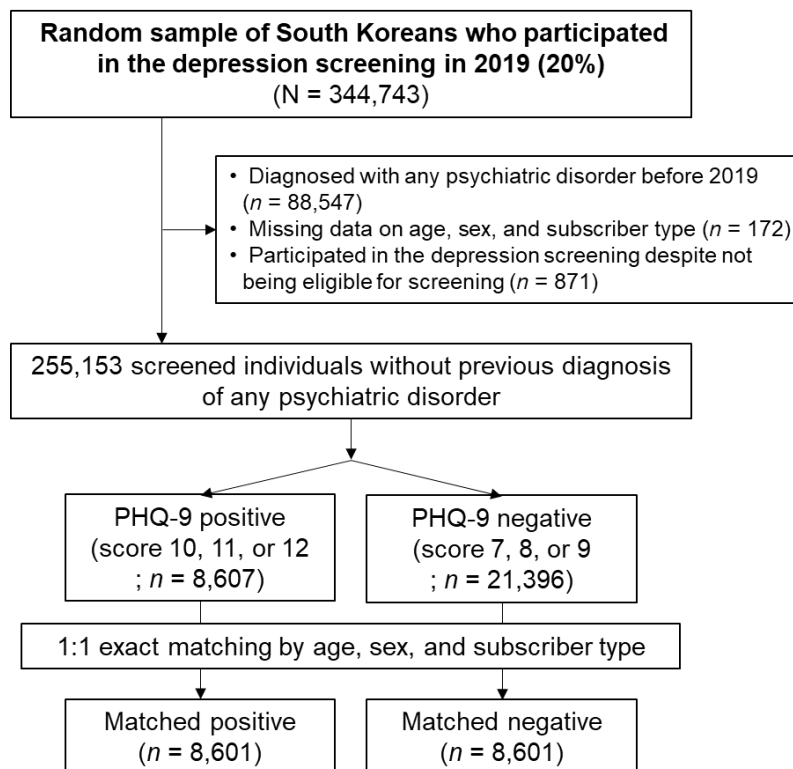 Random sample of South Koreans who participated
in the depression screening in 2019 (20%)
(N = 344,743)
• Diagnosed with any psychiatric disorder before 2019
(n = 88,547)
• Missing data on age, sex, and subscriber type (n = 172)
• Participated in the depression screening despite not
being eligible for screening (n = 871)
255,153 screened individuals without previous diagnosis
of any psychiatric disorder
PHQ-9 positive
(score 10, 11, or 12
; n = 8,607)
PHQ-9 negative
(score 7, 8, or 9
; n = 21,396)
1:1 exact matching by age, sex, and subscriber type
Matched positive
(n = 8,601)
Matched negative
(n = 8,601)